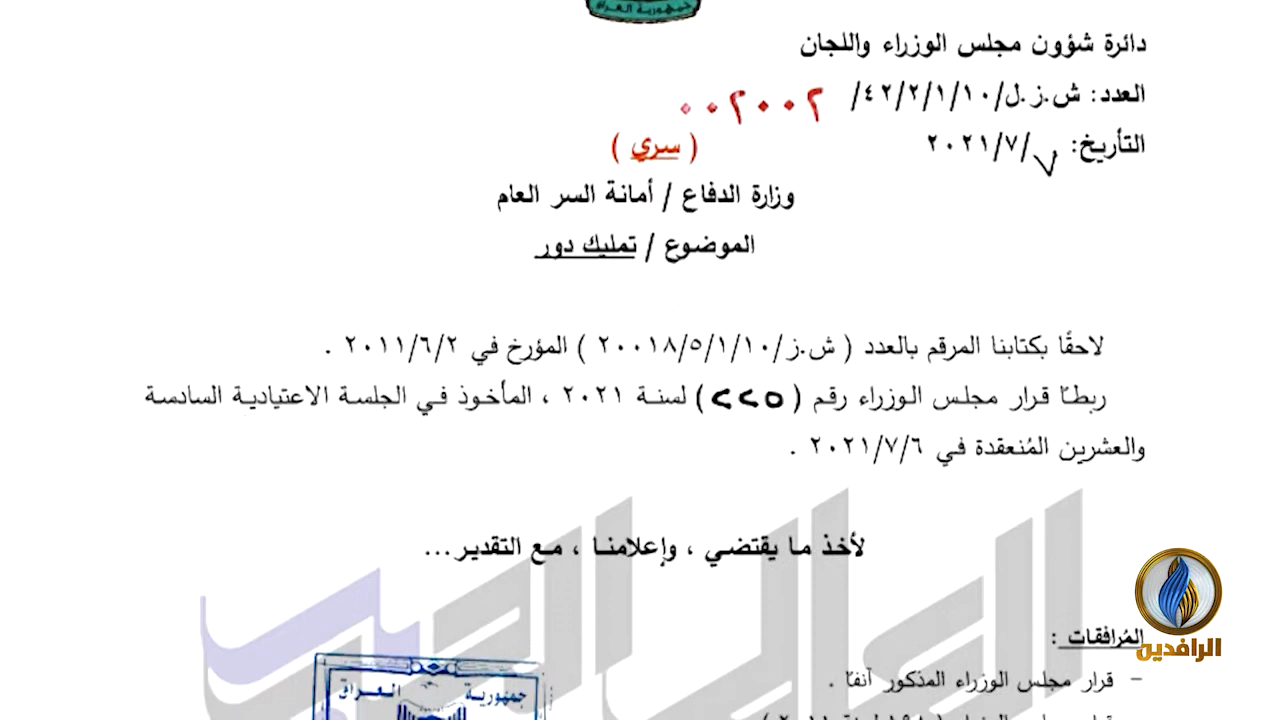 جمهورية العراق
دائرة شؤون مجلس الوزراء واللجان
العدد: ش.ز.ل/٤٢/٢/١/١٠/ ٠٠٢٠٠٢
التأريخ: ٢٠٢١/٧/٧
( سري )
وزارة الدفاع / أمانة السر العام
الموضوع / تمليك دور
لاحقًا بكتابنا المرقم بالعدد ( ش.ز/٢٠٠١٨/٥/١/١٠ ) المؤرخ في ٢٠١١/٦/٢ .
ربطًا قرار مجلس الوزراء رقم ( ٢٢٥ ) لسنة ٢٠٢١ ، المأخوذ في الجلسة الاعتيادية السادسة
والعشرين المُنعقدة في ٢٠٢١/٧/٦ .
لأخذ ما يقتضي ، وإعلامنا ، مع التقدير...
المُرافقات :
الرافدين
– قرار مجلس الوزراء المذكور آنفًا .
جمهورية العراق